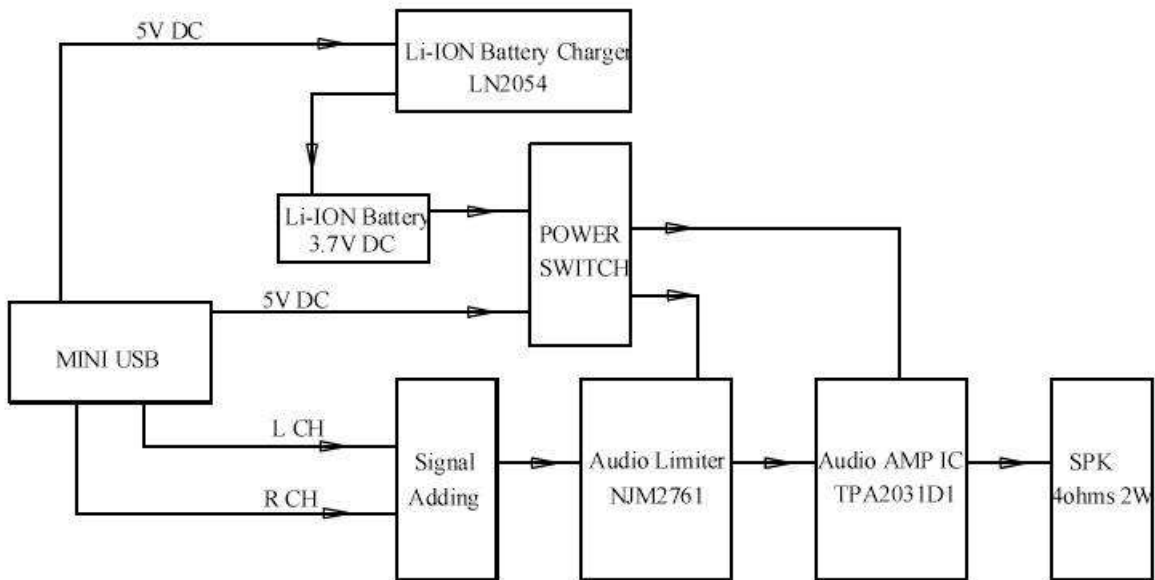 5V DC
Li-ION Battery Charger
LN2054
Li-ION Battery
3.7V DC
POWER
SWITCH
5V DC
MINI USB
L CH
R CH
Signal
Adding
Audio Limiter
NJM2761
Audio AMP IC
TPA2031D1
SPK
4ohms 2W